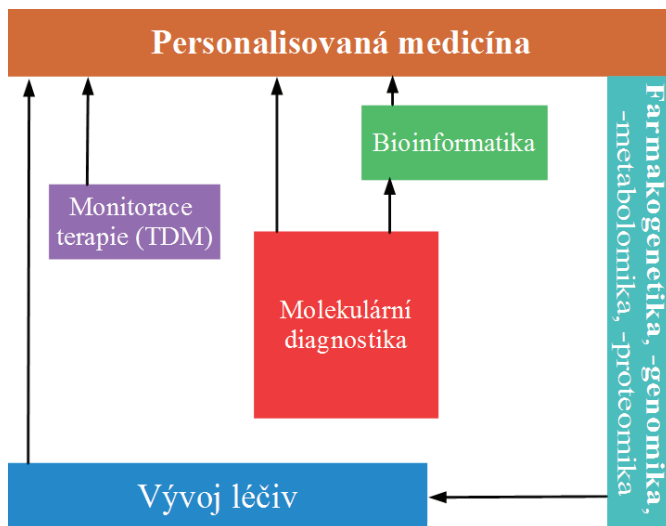 Personalisovaná medicína
Bioinformatika
Monitorace
terapie (TDM)
Molekulární
diagnostika
Vývoj léčiv
Farmakogenetika, -genomika,
-metabolomika, -proteomika